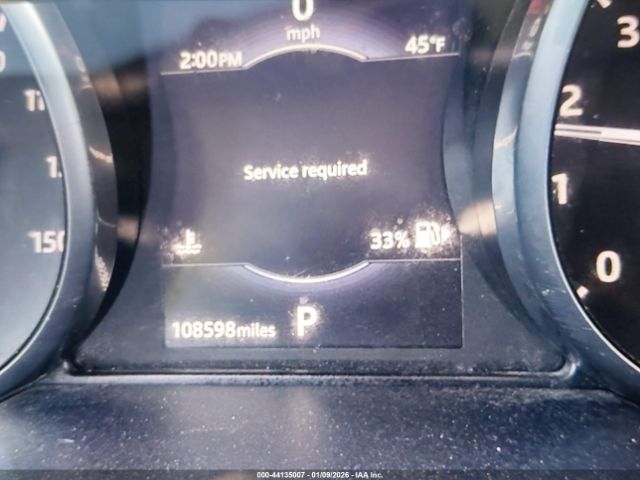 0
mph
2:00PM
45°F
Service required
33%
108598miles
P
150
3
2
1
0
000-44135007 - 01/09/2026 - IAA Inc.